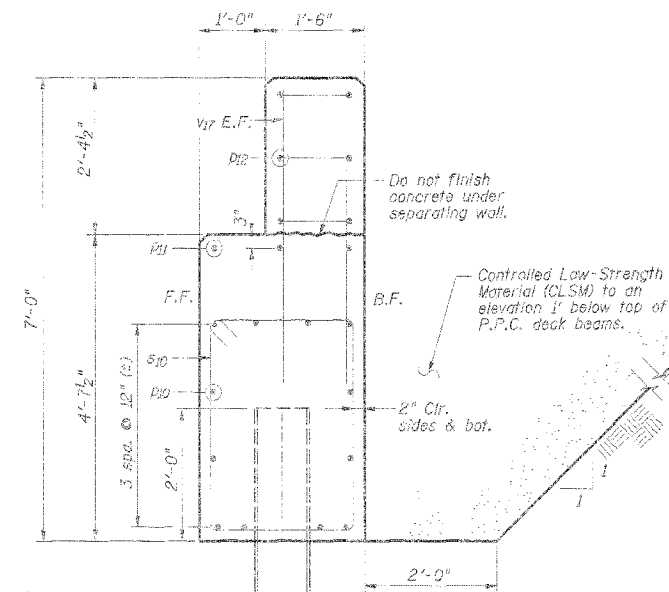 1'-0" 1'-6"
2'-4½"
v17 E.F.
p12
Do not finish
concrete under
separating wall.
3"
p11
7'-0"
F.F.
B.F.
Controlled Low-Strength
Material (CLSM) to an
elevation 1' below top of
P.P.C. deck beams.
4'-7½"
3 spa. @ 12" (±)
s10
p10
2'-0"
2" Clr.
sides & bot.
1
1
2'-0"